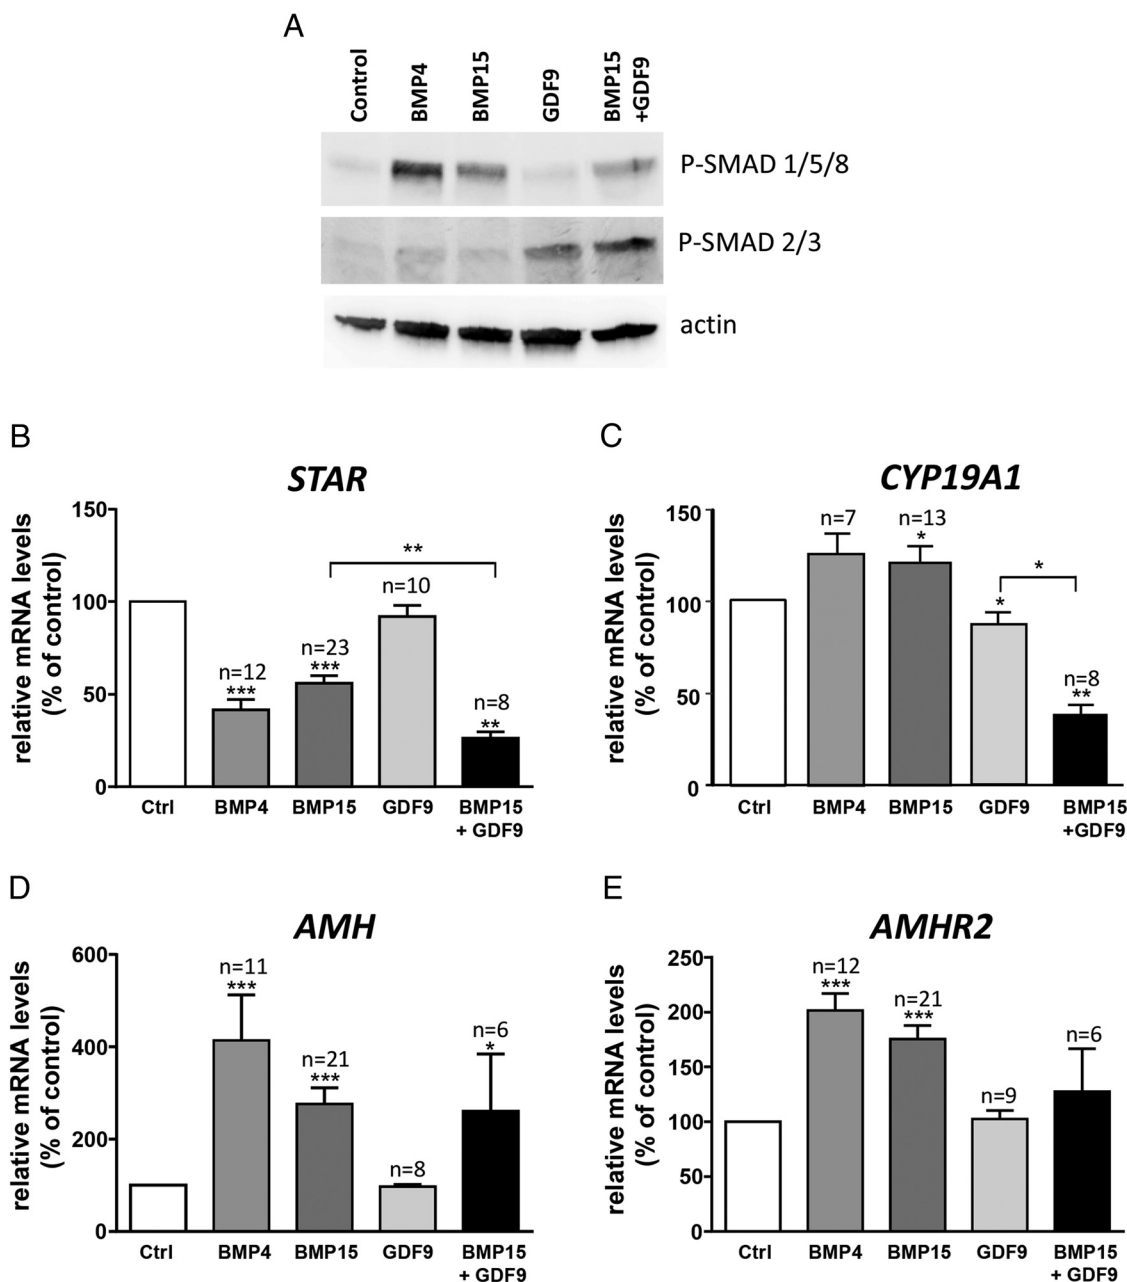 A
Control
BMP4
BMP15
GDF9
BMP15
+GDF9
P-SMAD 1/5/8
P-SMAD 2/3
actin
B
STAR
relative mRNA levels
(% of control)
150
100
50
0
n=12
***
n=23
***
n=10
n=8
**
**
Ctrl
BMP4
BMP15
GDF9
BMP15
+ GDF9
C
CYP19A1
relative mRNA levels
(% of control)
150
100
50
0
n=7
n=13
*
*
*
n=8
**
Ctrl
BMP4
BMP15
GDF9
BMP15
+GDF9
D
AMH
relative mRNA levels
(% of control)
600
400
200
0
n=11
***
n=21
***
n=8
n=6
*
Ctrl
BMP4
BMP15
GDF9
BMP15
+ GDF9
E
AMHR2
relative mRNA levels
(% of control)
250
200
150
100
50
0
n=12
***
n=21
***
n=9
n=6
Ctrl
BMP4
BMP15
GDF9
BMP15
+ GDF9